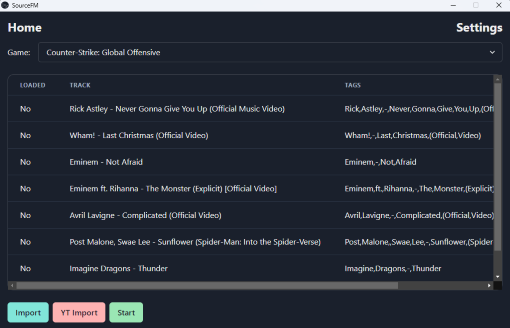 SourceFM
Home Settings
Game: Counter-Strike: Global Offensive
LOADED TRACK TAGS
No Rick Astley - Never Gonna Give You Up (Official Music Video) Rick,Astley,-,Never,Gonna,Give,You,Up,(Off
No Wham! - Last Christmas (Official Video) Wham!,-,Last,Christmas,(Official,Video)
No Eminem - Not Afraid Eminem,-,Not,Afraid
No Eminem ft. Rihanna - The Monster (Explicit) [Official Video] Eminem,ft.,Rihanna,-,The,Monster,(Explicit)
No Avril Lavigne - Complicated (Official Video) Avril,Lavigne,-,Complicated,(Official,Video)
No Post Malone, Swae Lee - Sunflower (Spider-Man: Into the Spider-Verse) Post,Malone,,Swae,Lee,-,Sunflower,(Spider
No Imagine Dragons - Thunder Imagine,Dragons,-,Thunder
Import YT Import Start